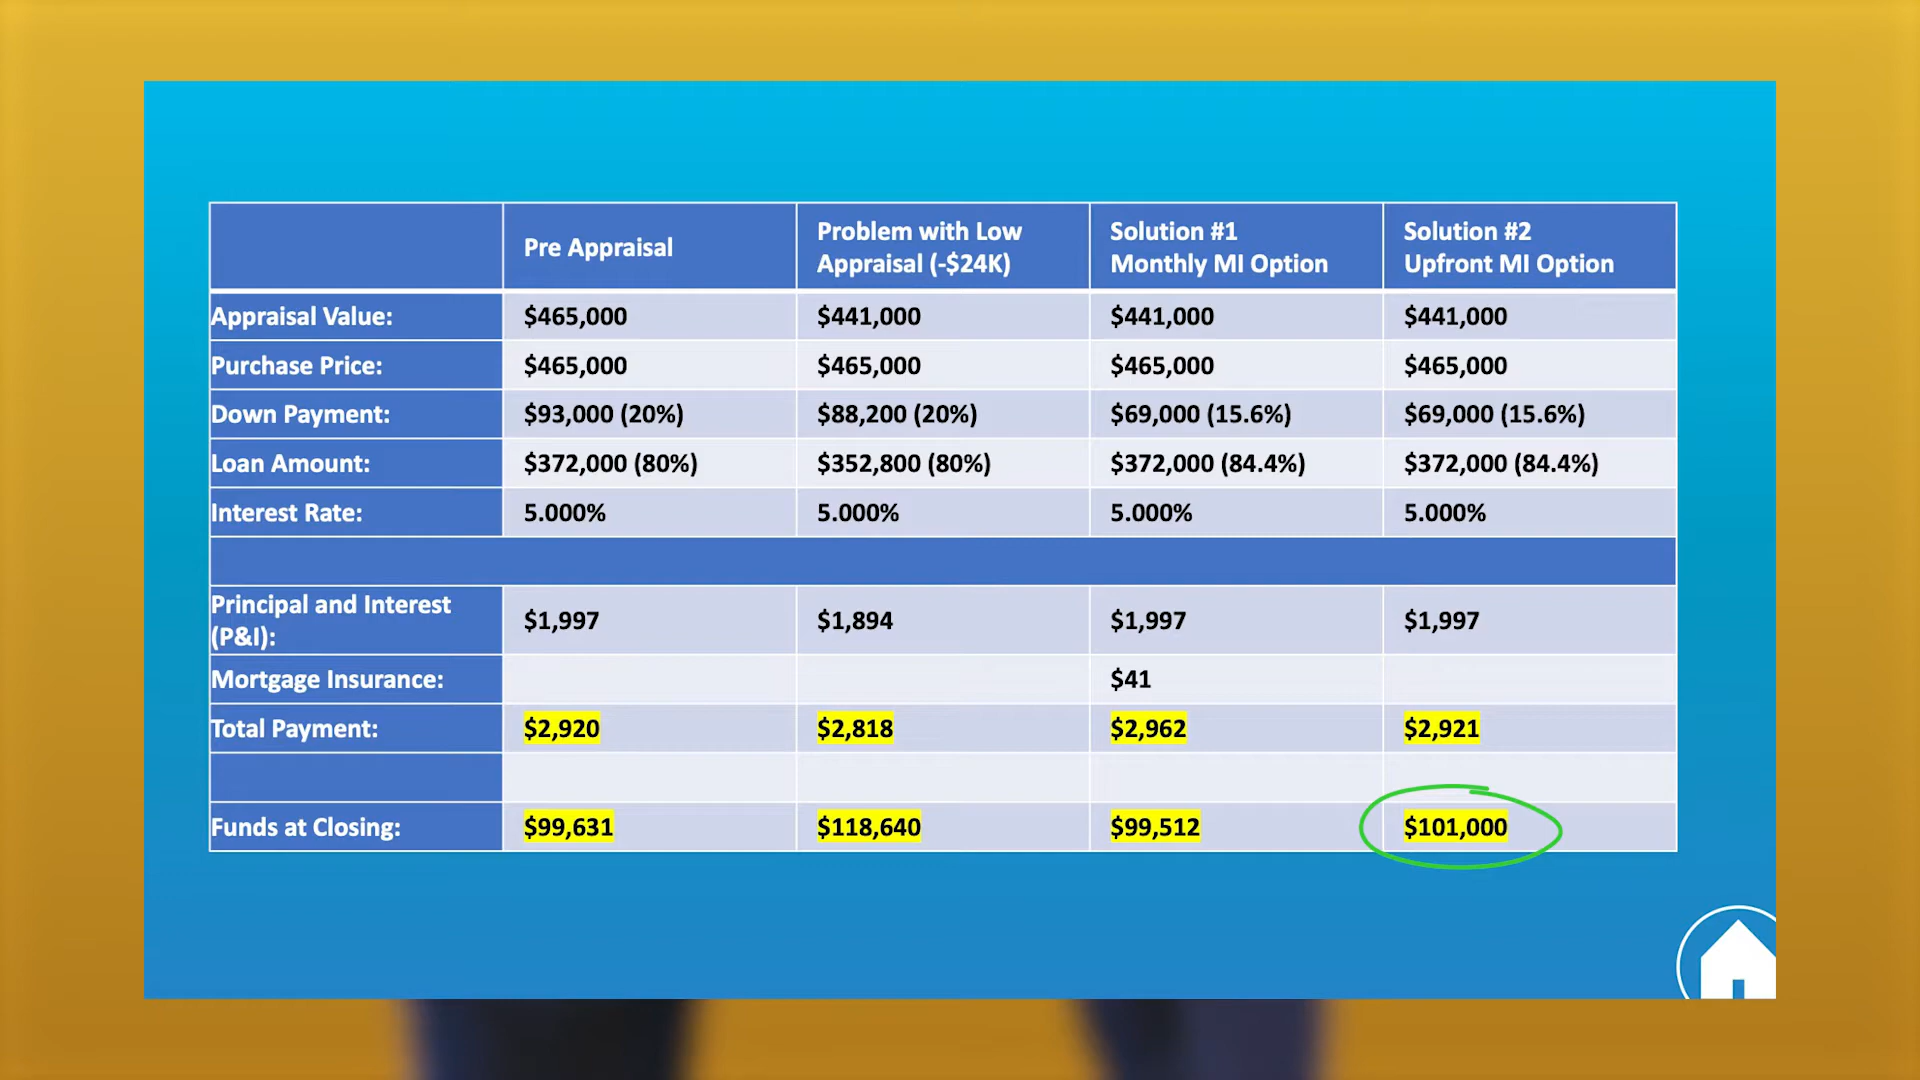 Pre Appraisal
Problem with Low
Appraisal (-$24K)
Solution #1
Monthly MI Option
Solution #2
Upfront MI Option
Appraisal Value: $465,000 $441,000 $441,000 $441,000
Purchase Price: $465,000 $465,000 $465,000 $465,000
Down Payment: $93,000 (20%) $88,200 (20%) $69,000 (15.6%) $69,000 (15.6%)
Loan Amount: $372,000 (80%) $352,800 (80%) $372,000 (84.4%) $372,000 (84.4%)
Interest Rate: 5.000% 5.000% 5.000% 5.000%
Principal and Interest
(P&I):
$1,997 $1,894 $1,997 $1,997
Mortgage Insurance: $41
Total Payment: $2,920 $2,818 $2,962 $2,921
Funds at Closing: $99,631 $118,640 $99,512 $101,000